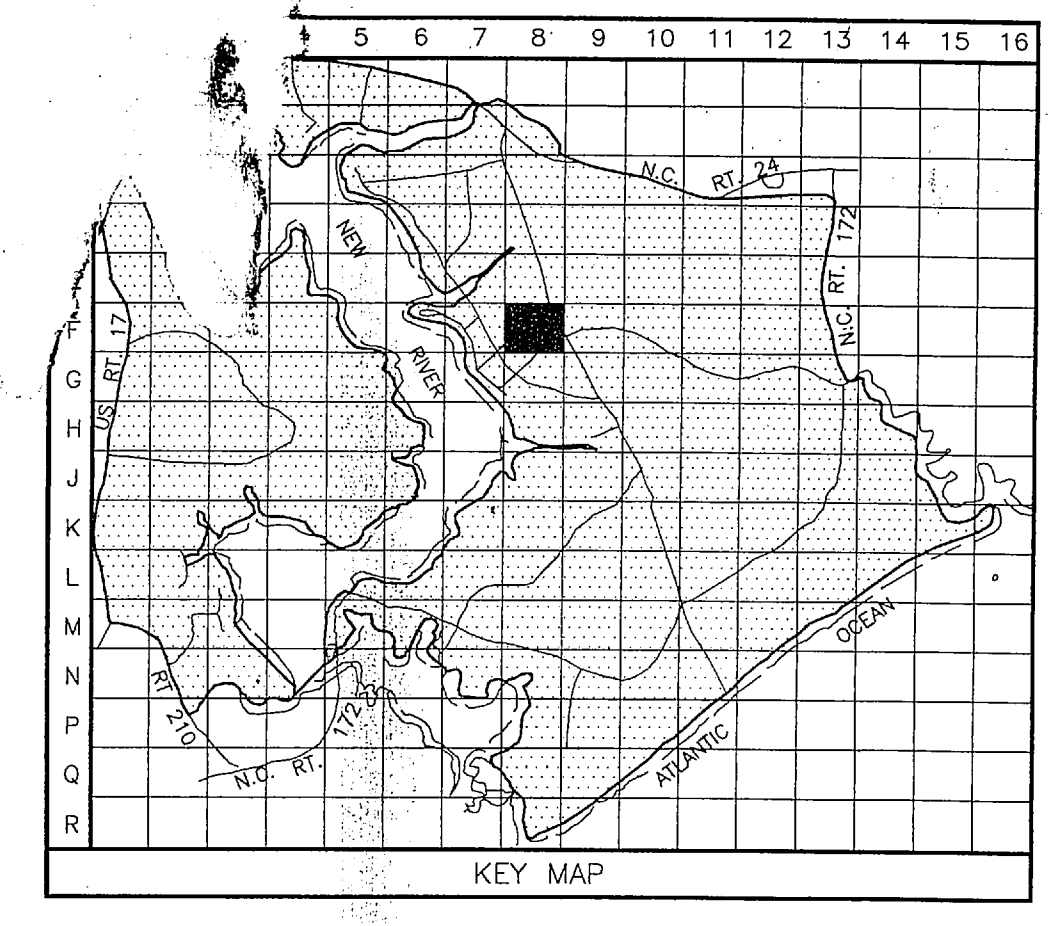 4 5 6 7 8 9 10 11 12 13 14 15 16
N.C. RT. 24
NEW
N.C. RT. 172
F
US RT. 17
RIVER
G
H
J
K
L
M
OCEAN
N
RT 210
172
P
ATLANTIC
Q
N.C. RT.
R
KEY MAP